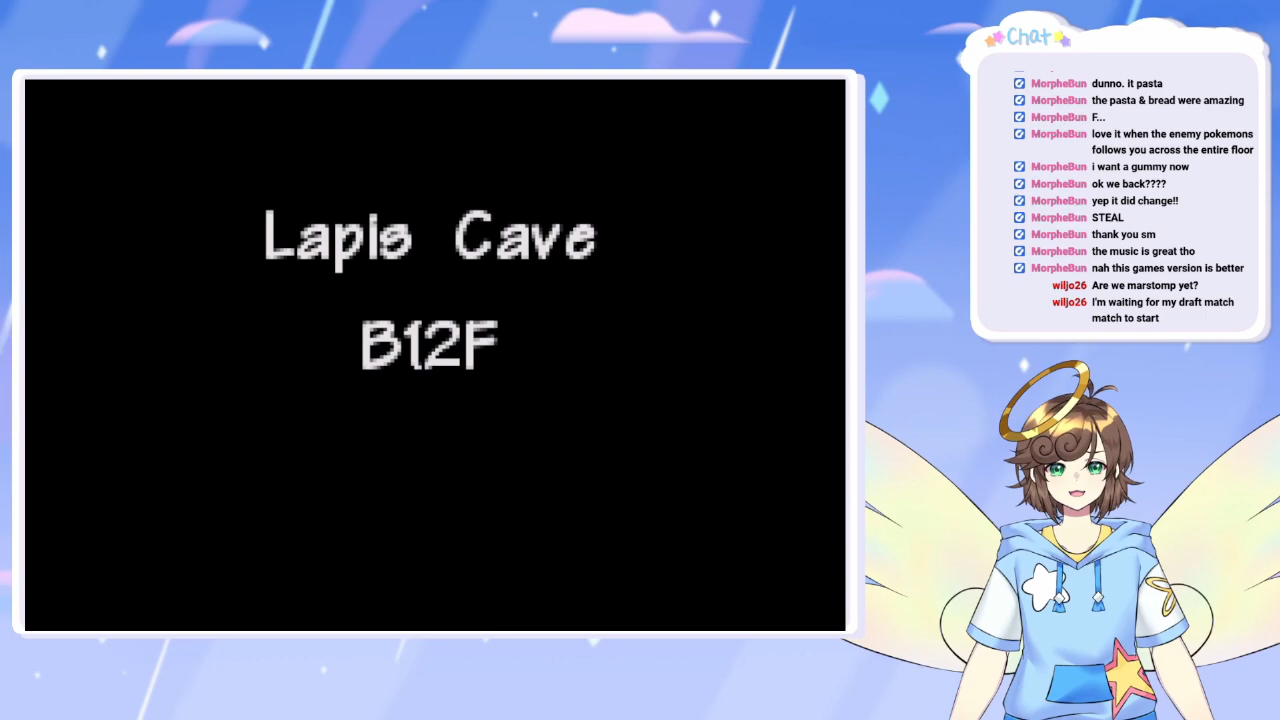 Lapis Cave
B12F
Chat
MorpheBun dunno. it pasta
MorpheBun the pasta & bread were amazing
MorpheBun F...
MorpheBun love it when the enemy pokemons
follows you across the entire floor
MorpheBun i want a gummy now
MorpheBun ok we back????
MorpheBun yep it did change!!
MorpheBun STEAL
MorpheBun thank you sm
MorpheBun the music is great tho
MorpheBun nah this games version is better
wiljo26 Are we marstomp yet?
wiljo26 I'm waiting for my draft match
match to start